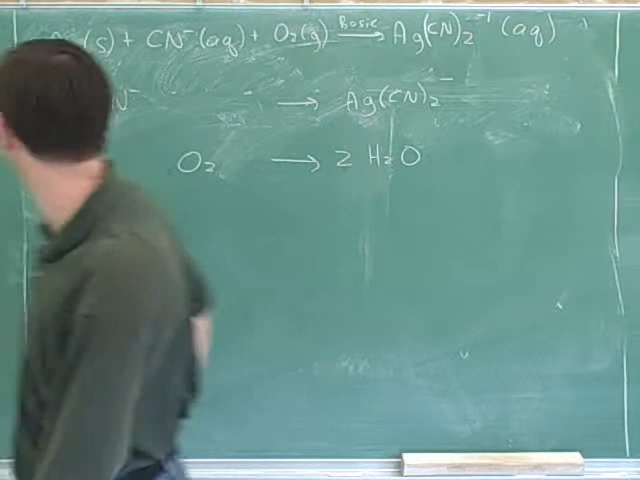 (s) + CN⁻(aq) + O₂(g) Basic → Ag(CN)₂⁻¹ (aq)
N⁻ → Ag(CN)₂⁻
O₂ → 2 H₂O